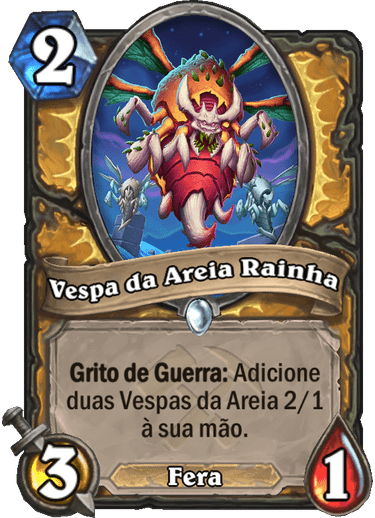 2
Vespa da Areia Rainha
Grito de Guerra: Adicione
duas Vespas da Areia 2/1
à sua mão.
3
Fera
1